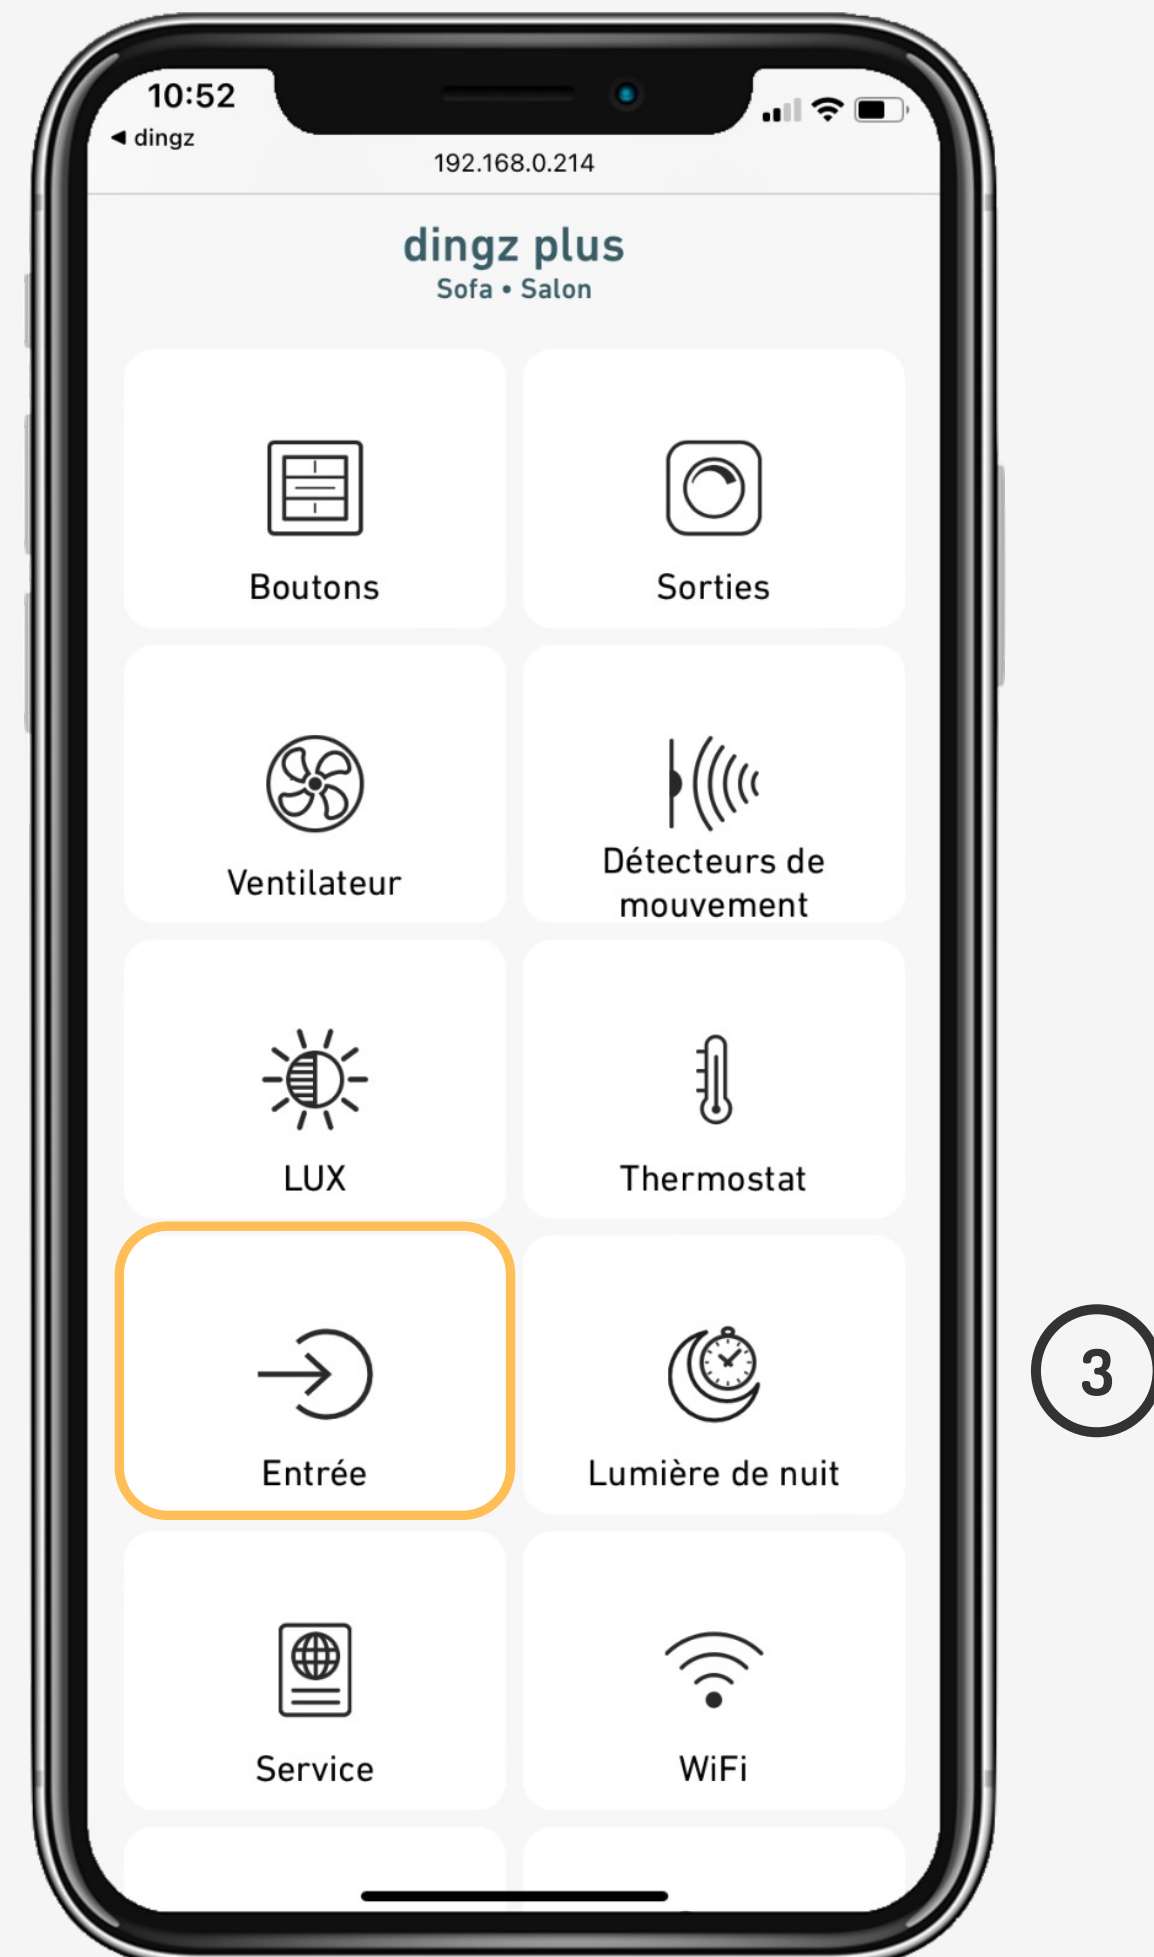 10:52
◀ dingz
192.168.0.214
dingz plus
Sofa • Salon
Boutons
Sorties
Ventilateur
Détecteurs de
mouvement
LUX
Thermostat
Entrée
Lumière de nuit
3
Service
WiFi